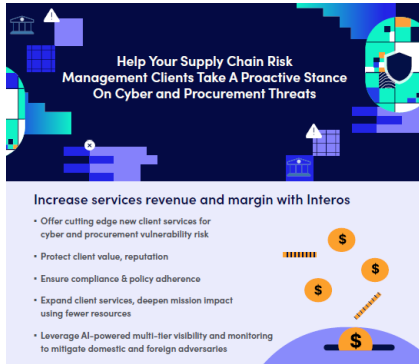 Help Your Supply Chain Risk
Management Clients Take A Proactive Stance
On Cyber and Procurement Threats
Increase services revenue and margin with Interos
• Offer cutting edge new client services for
cyber and procurement vulnerability risk
• Protect client value, reputation
• Ensure compliance & policy adherence
• Expand client services, deepen mission impact
using fewer resources
• Leverage AI-powered multi-tier visibility and monitoring
to mitigate domestic and foreign adversaries
$
$
$
$